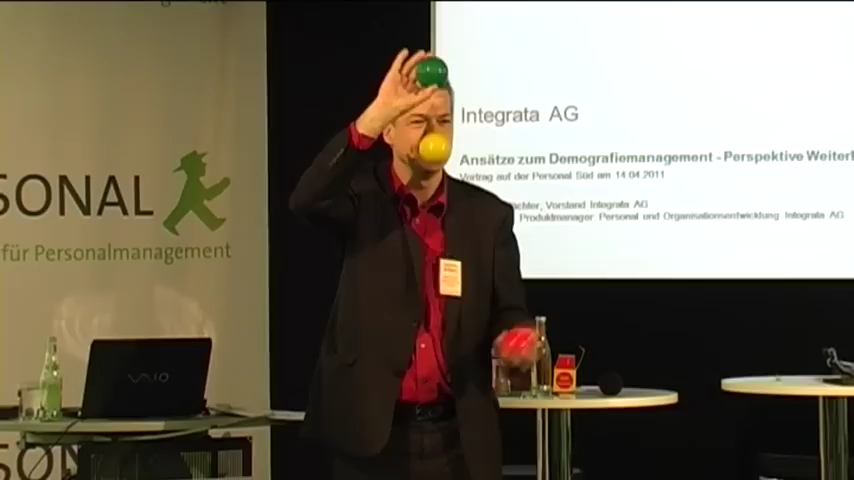 Integrata AG
Ansätze zum Demografiemanagement - Perspektive Weiterl
Vortrag auf der Personal Süd am 14.04.2011
Vorstand Integrata AG
Produktmanager Personal und Organisationsentwicklung Integrata AG
SONAL
für Personalmanagement
VAIO
SONAL